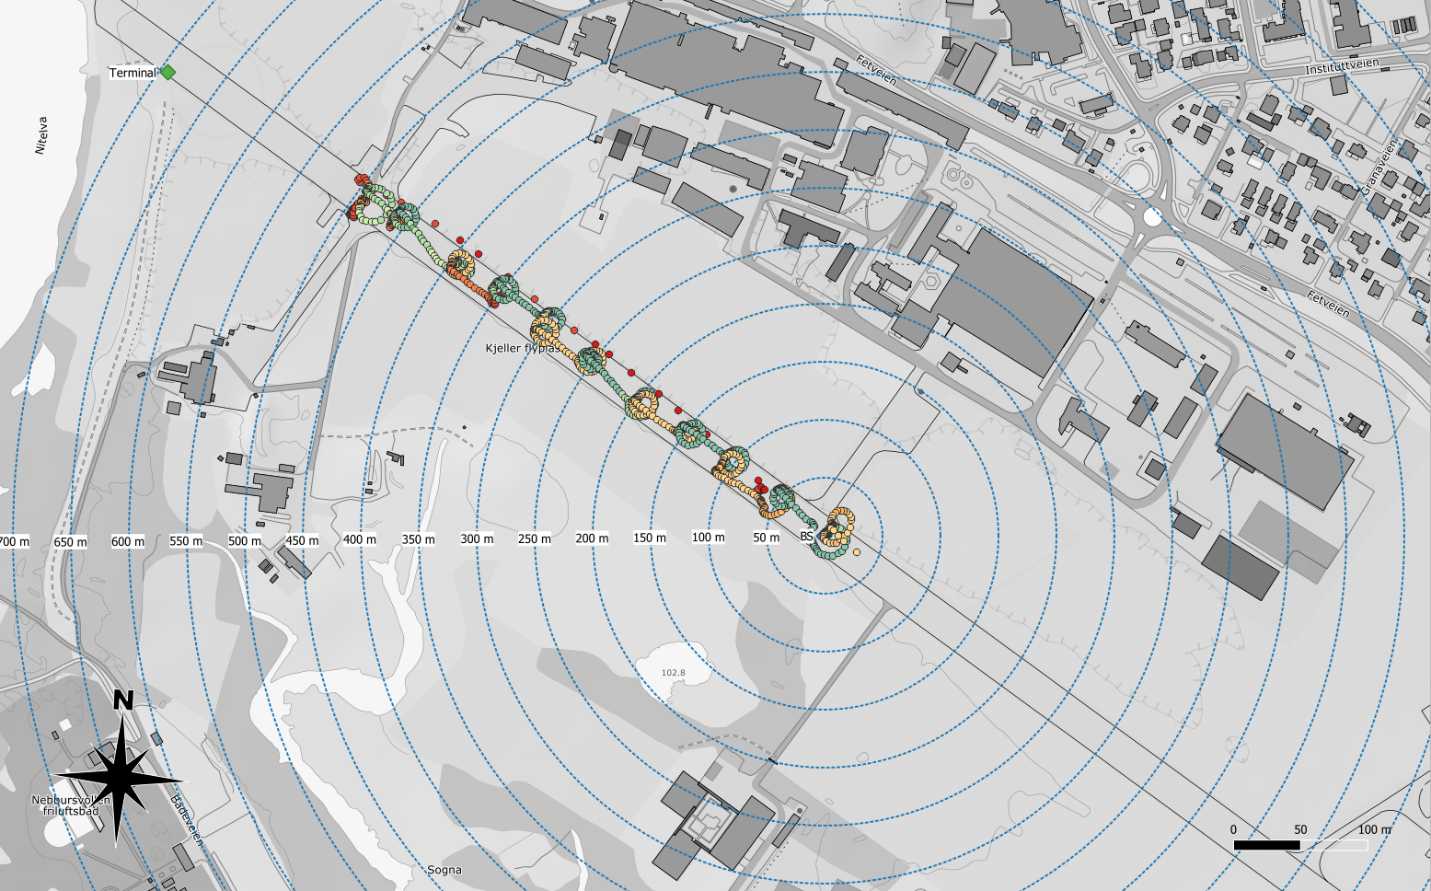 Fetveien
Instituttveien
Terminal
Nitelva
Granaveien
Fetveien
Kjeller flyplass
700 m
650 m
600 m
550 m
500 m
450 m
400 m
350 m
300 m
250 m
200 m
150 m
100 m
50 m
BS
102.8
N
Nebbursvollen
friluftsbad
Badeveien
Sogna
0
50
100 m